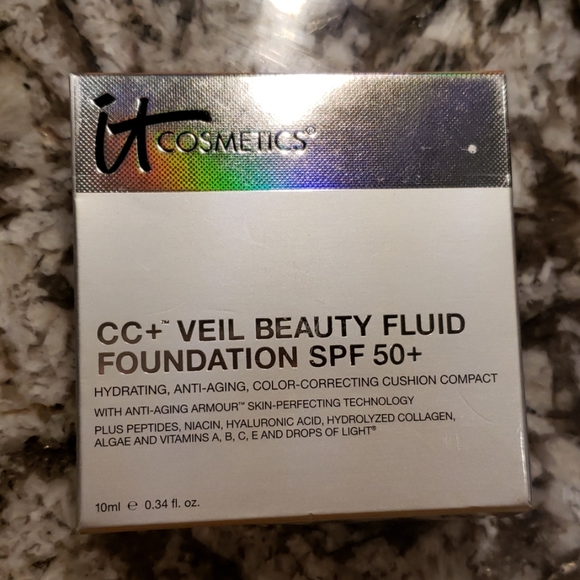 it COSMETICS®
CC+™ VEIL BEAUTY FLUID
FOUNDATION SPF 50+
HYDRATING, ANTI-AGING, COLOR-CORRECTING CUSHION COMPACT
WITH ANTI-AGING ARMOUR™ SKIN-PERFECTING TECHNOLOGY
PLUS PEPTIDES, NIACIN, HYALURONIC ACID, HYDROLYZED COLLAGEN,
ALGAE AND VITAMINS A, B, C, E AND DROPS OF LIGHT®
10ml ℮ 0.34 fl. oz.